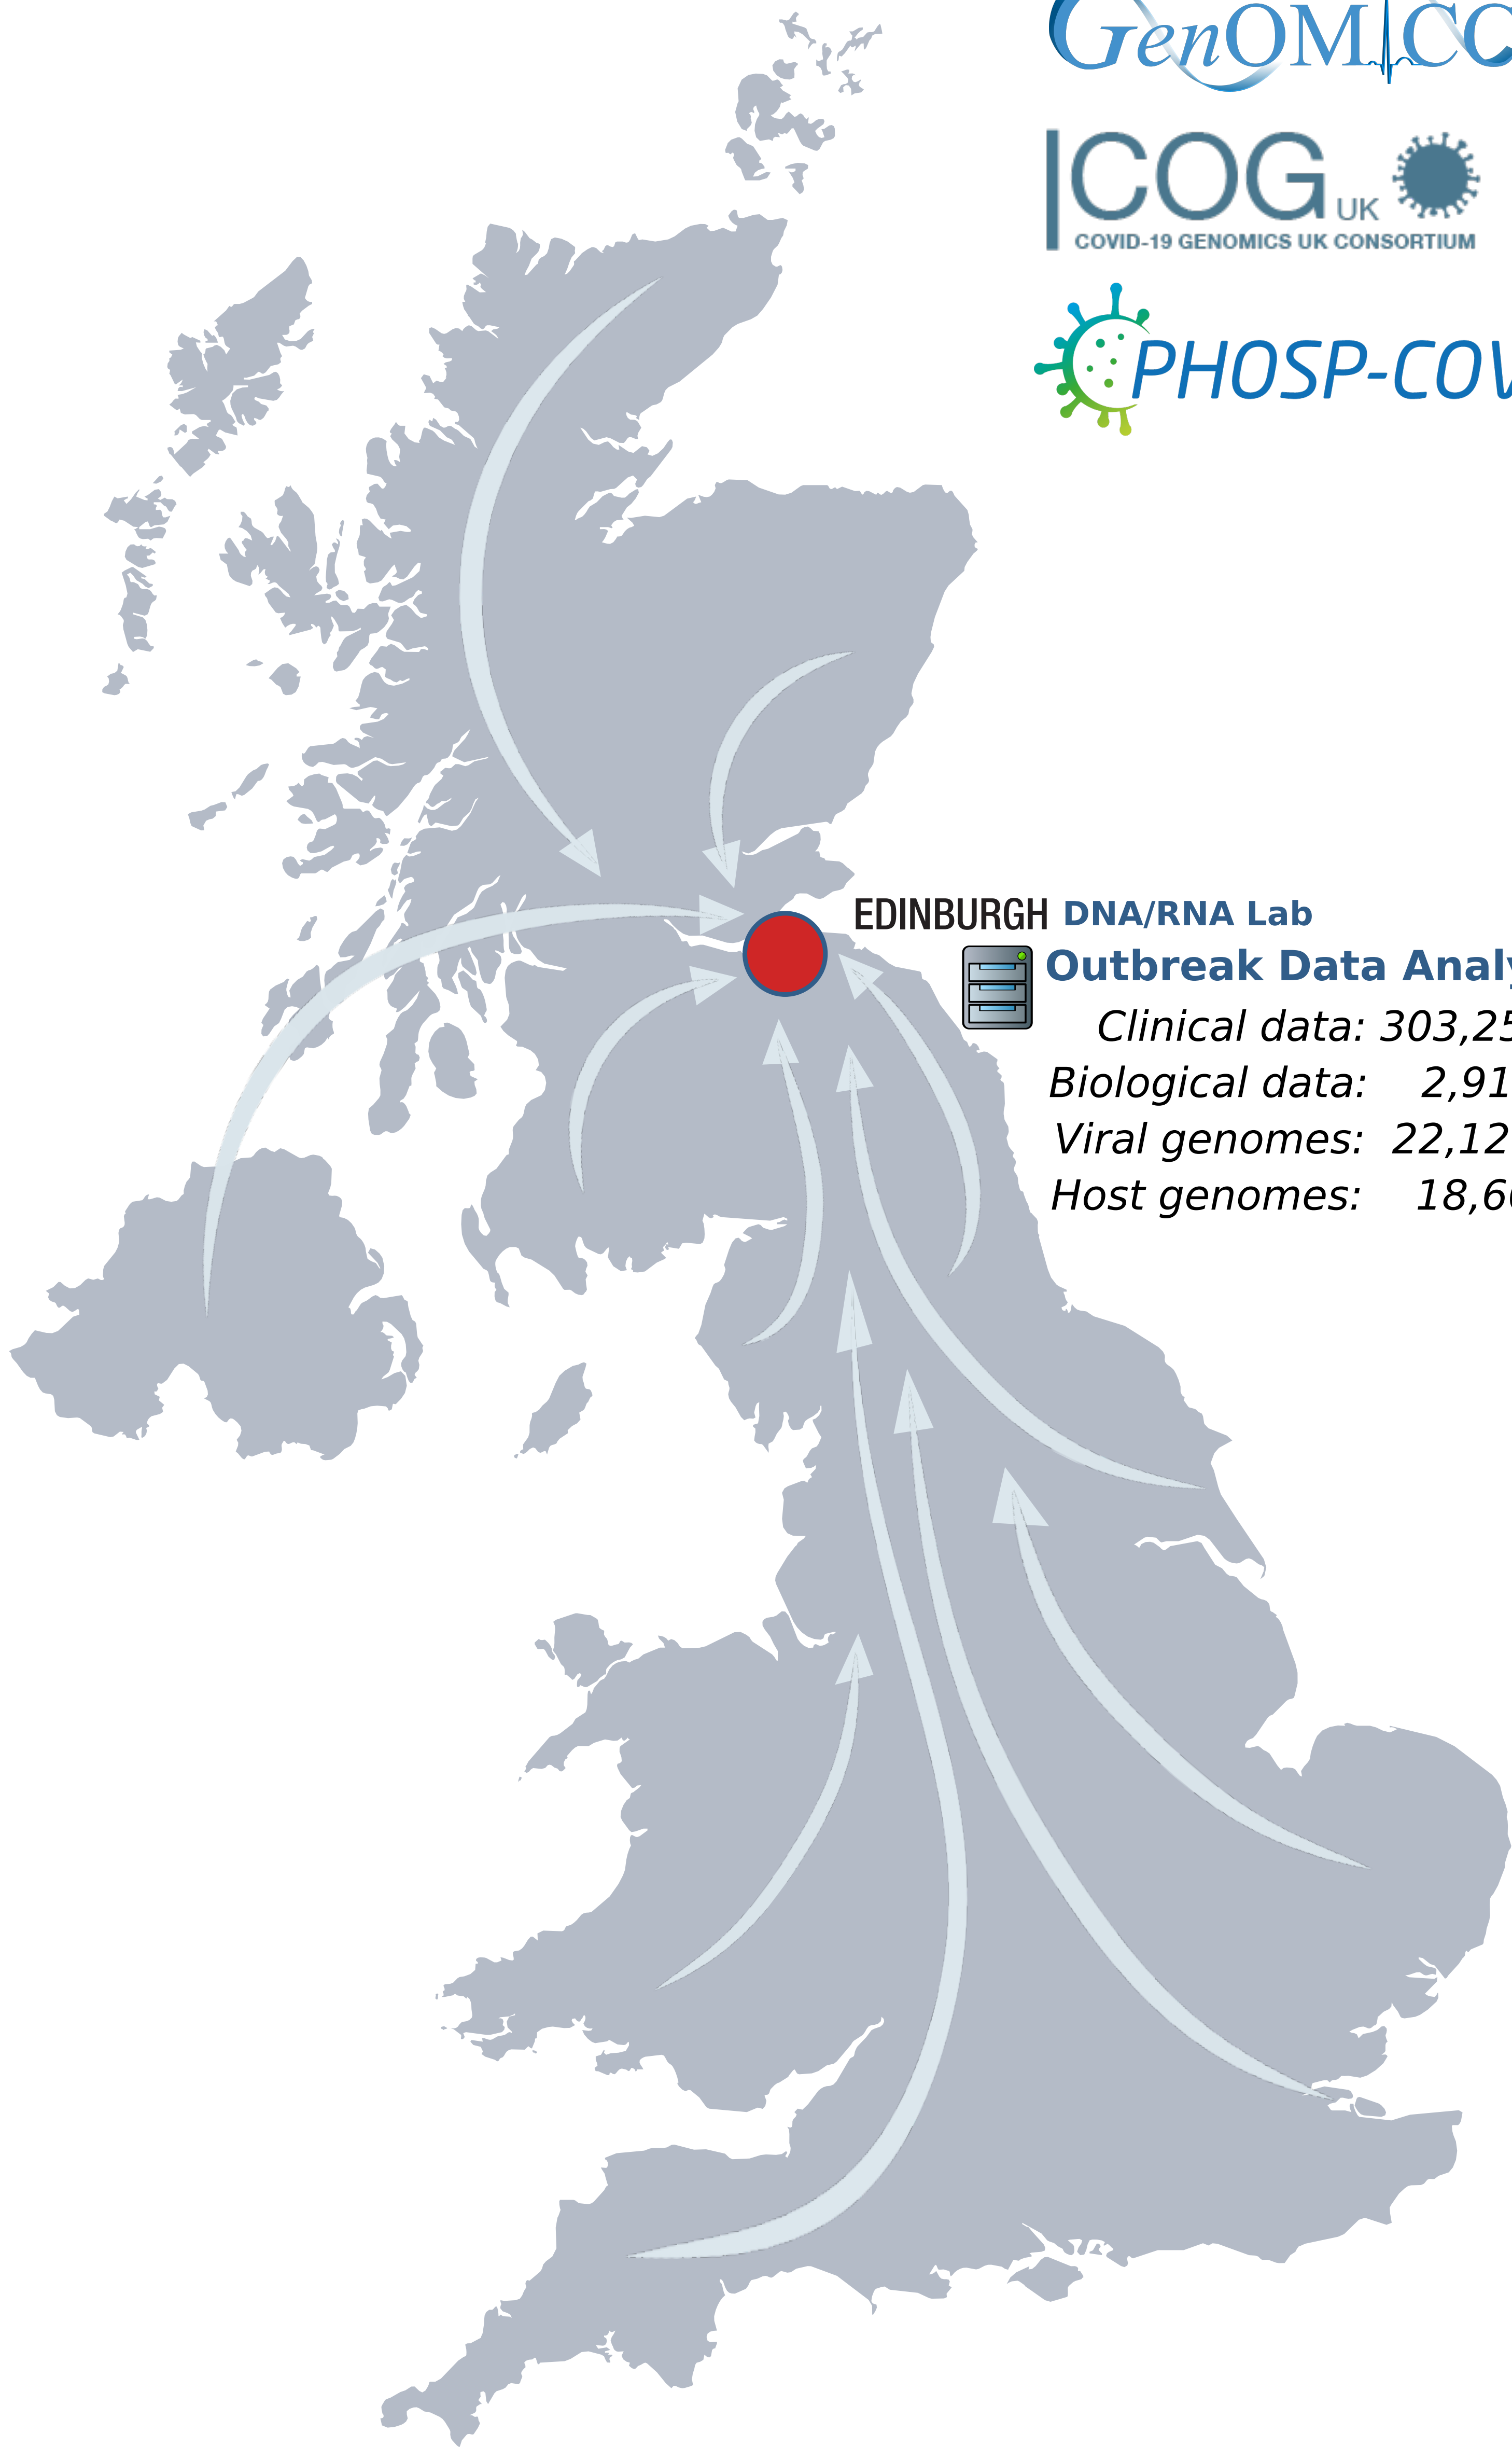 GenOMICC
COG UK
COVID-19 GENOMICS UK CONSORTIUM
PHOSP-COV
EDINBURGH DNA/RNA Lab
Outbreak Data Analy
Clinical data: 303,25
Biological data: 2,91
Viral genomes: 22,12
Host genomes: 18,6